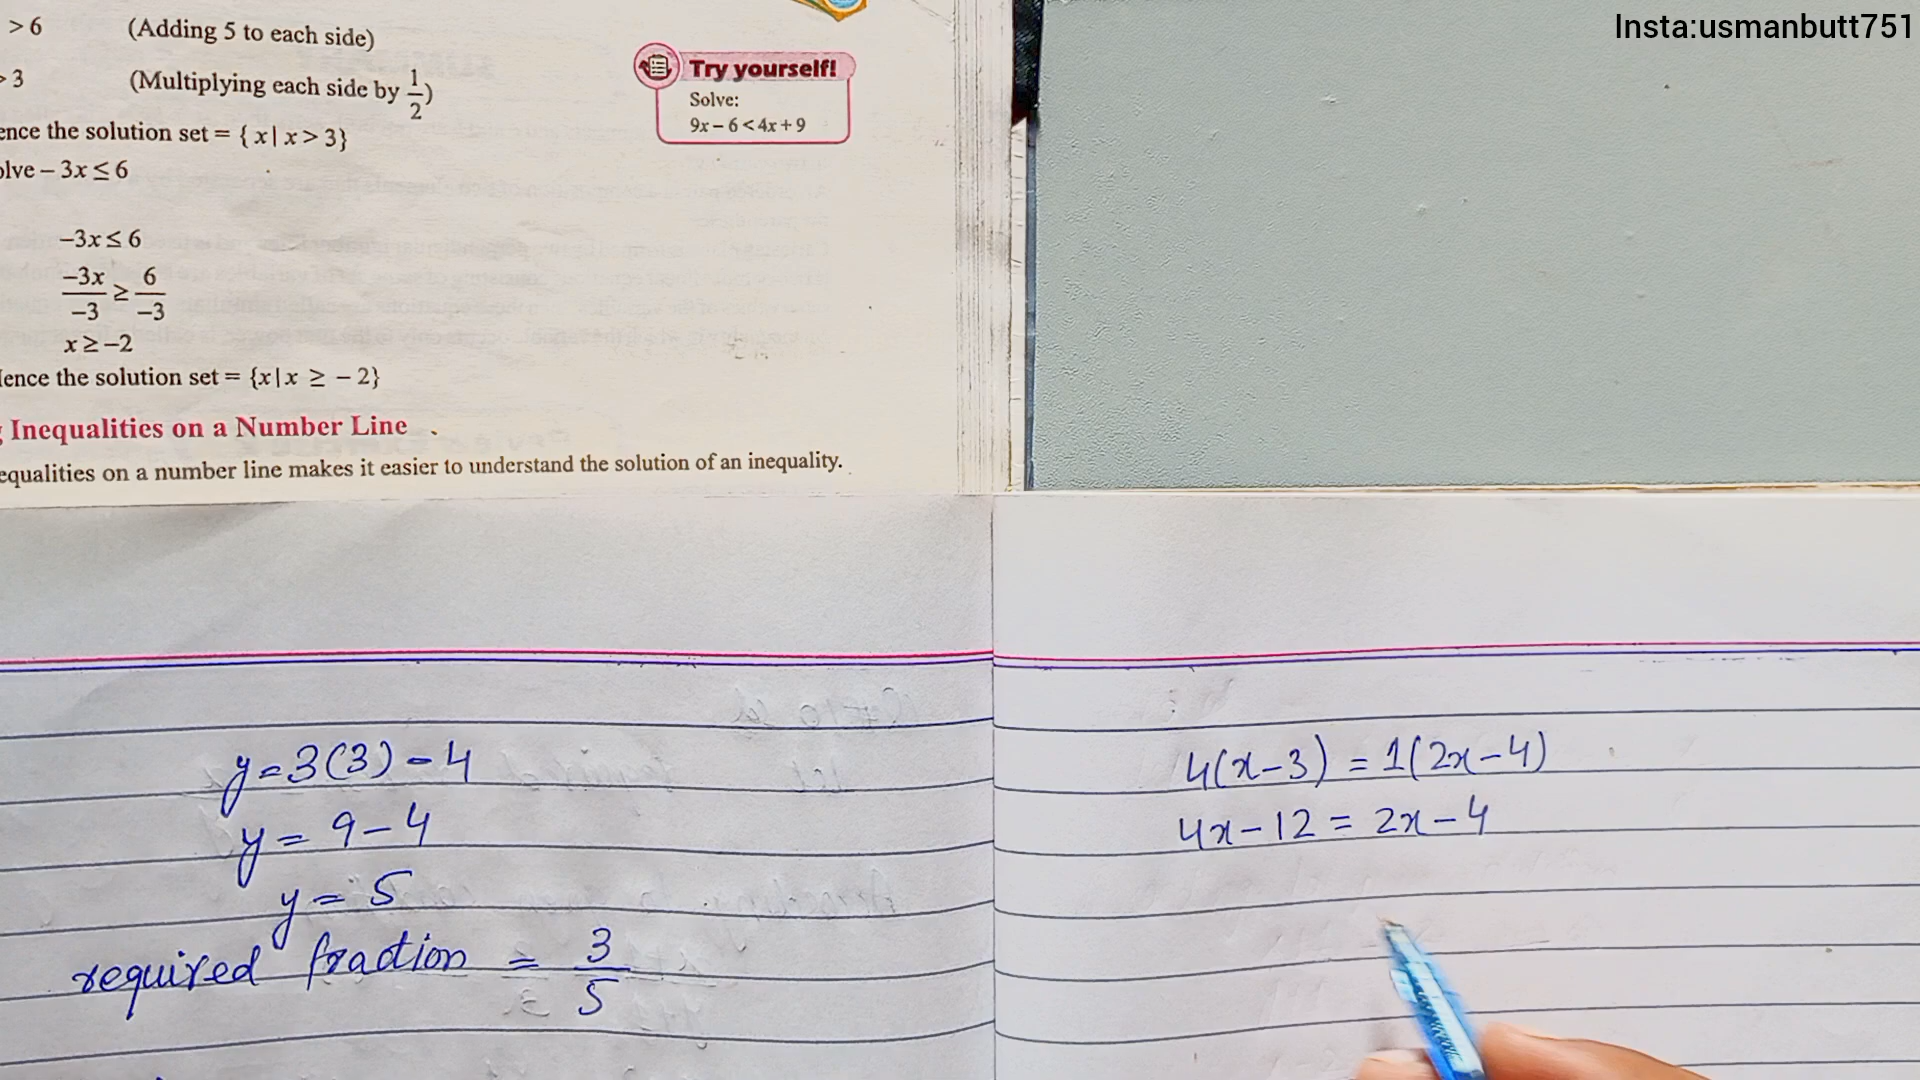 Insta:usmanbutt751
> 6 (Adding 5 to each side)
> 3 (Multiplying each side by 1/2)
ence the solution set = { x | x > 3}
olve – 3x ≤ 6
–3x ≤ 6
–3x/–3 ≥ 6/–3
x ≥ –2
Hence the solution set = {x | x ≥ – 2}
Inequalities on a Number Line
equalities on a number line makes it easier to understand the solution of an inequality.
Try yourself!
Solve:
9x – 6 < 4x + 9
y = 3(3) – 4
y = 9 – 4
y = 5
required fraction = 3/5
4(x–3) = 1(2x–4)
4x – 12 = 2x – 4